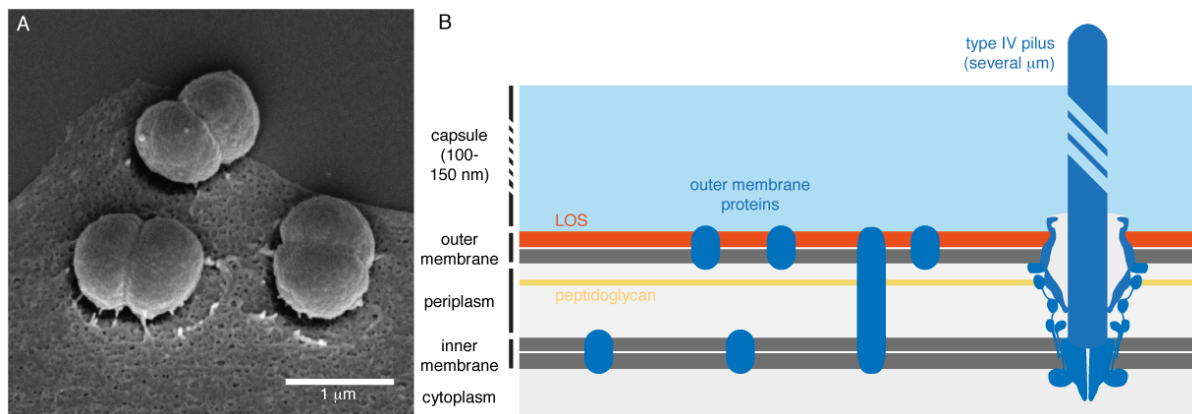 A
1 μm
B
type IV pilus
(several μm)
capsule
(100-
150 nm)
outer membrane
proteins
LOS
outer
membrane
periplasm
peptidoglycan
inner
membrane
cytoplasm